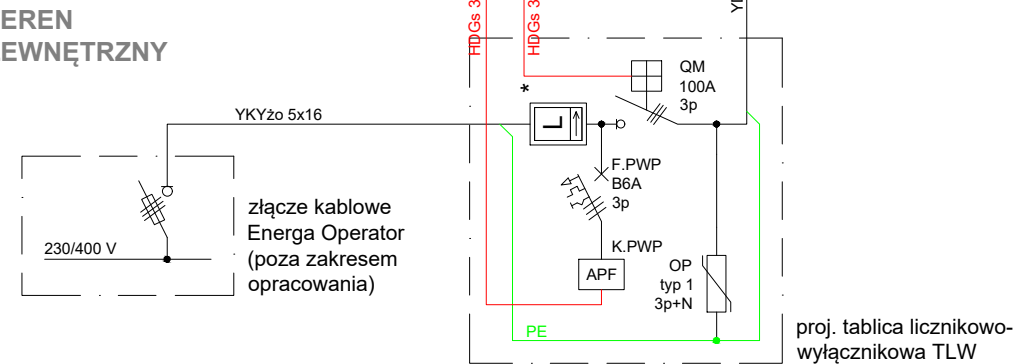 EREN
EWNĘTRZNY
HDGs 3
HDGs 3
QM
100A
3p
*
YKYżo 5x16
L
F.PWP
B6A
3p
złącze kablowe
Energa Operator
(poza zakresem
opracowania)
230/400 V
K.PWP
APF
OP
typ 1
3p+N
PE
proj. tablica licznikowo-
wyłącznikowa TLW